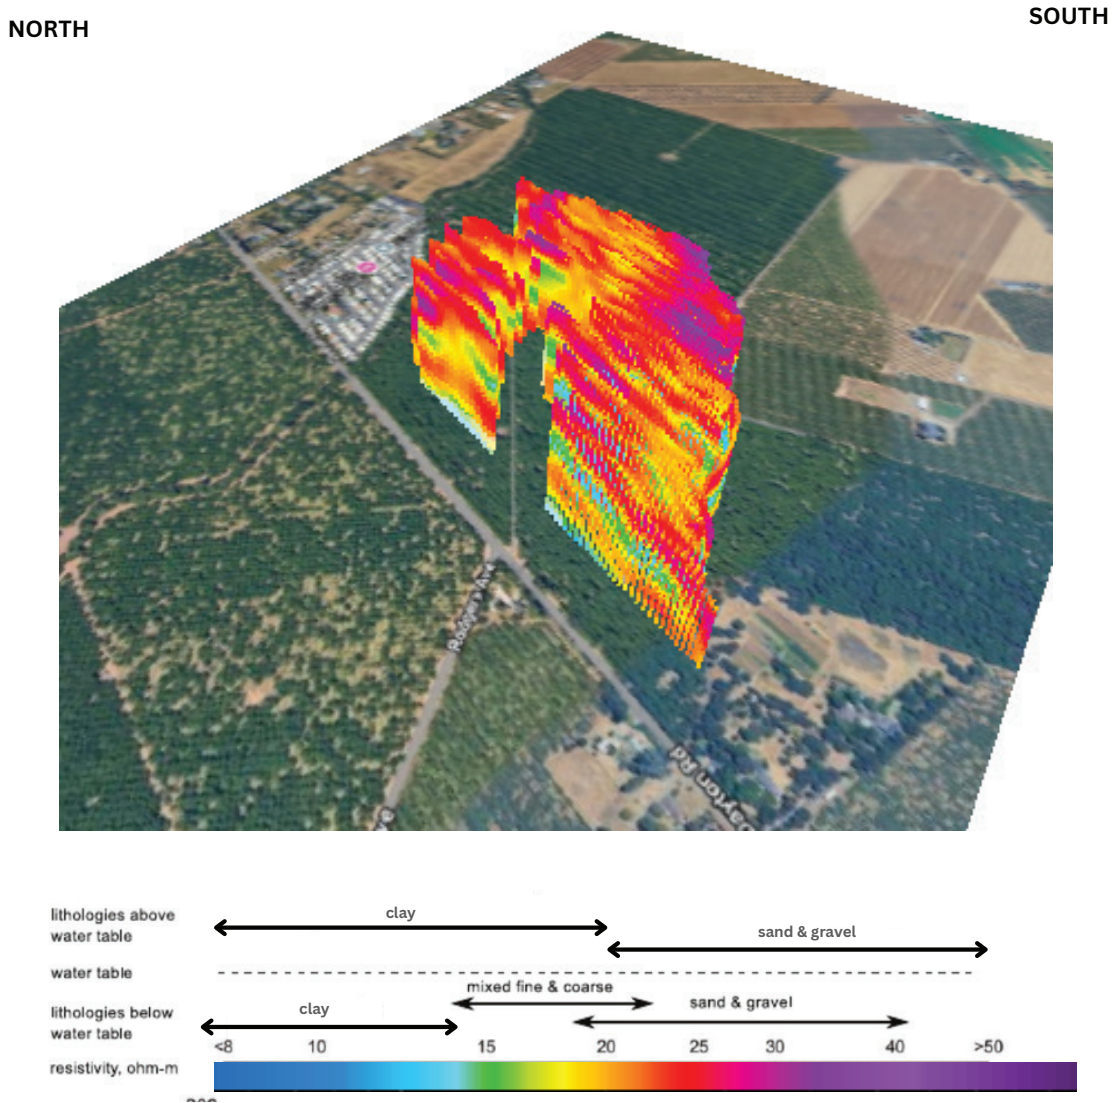 NORTH
SOUTH
Rodgers Ave
Dayton Rd
lithologies above
water table
clay
sand & gravel
water table
mixed fine & coarse
lithologies below
water table
clay
sand & gravel
<8 10 15 20 25 30 40 >50
resistivity, ohm-m